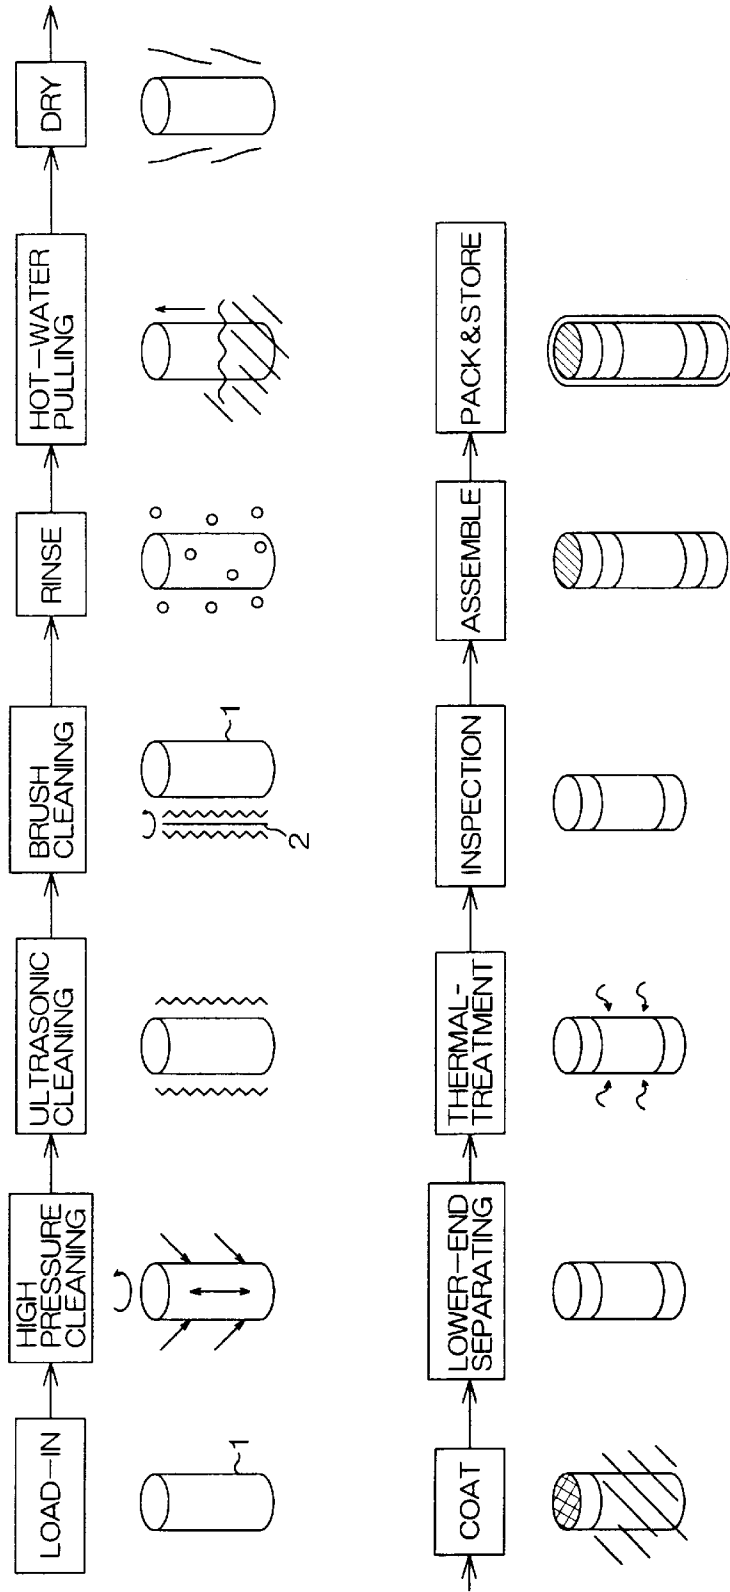 LOAD-IN
HIGH
PRESSURE
CLEANING
ULTRASONIC
CLEANING
BRUSH
CLEANING
RINSE
HOT-WATER
PULLING
DRY
1
2
1
COAT
LOWER-END
SEPARATING
THERMAL-
TREATMENT
INSPECTION
ASSEMBLE
PACK&STORE